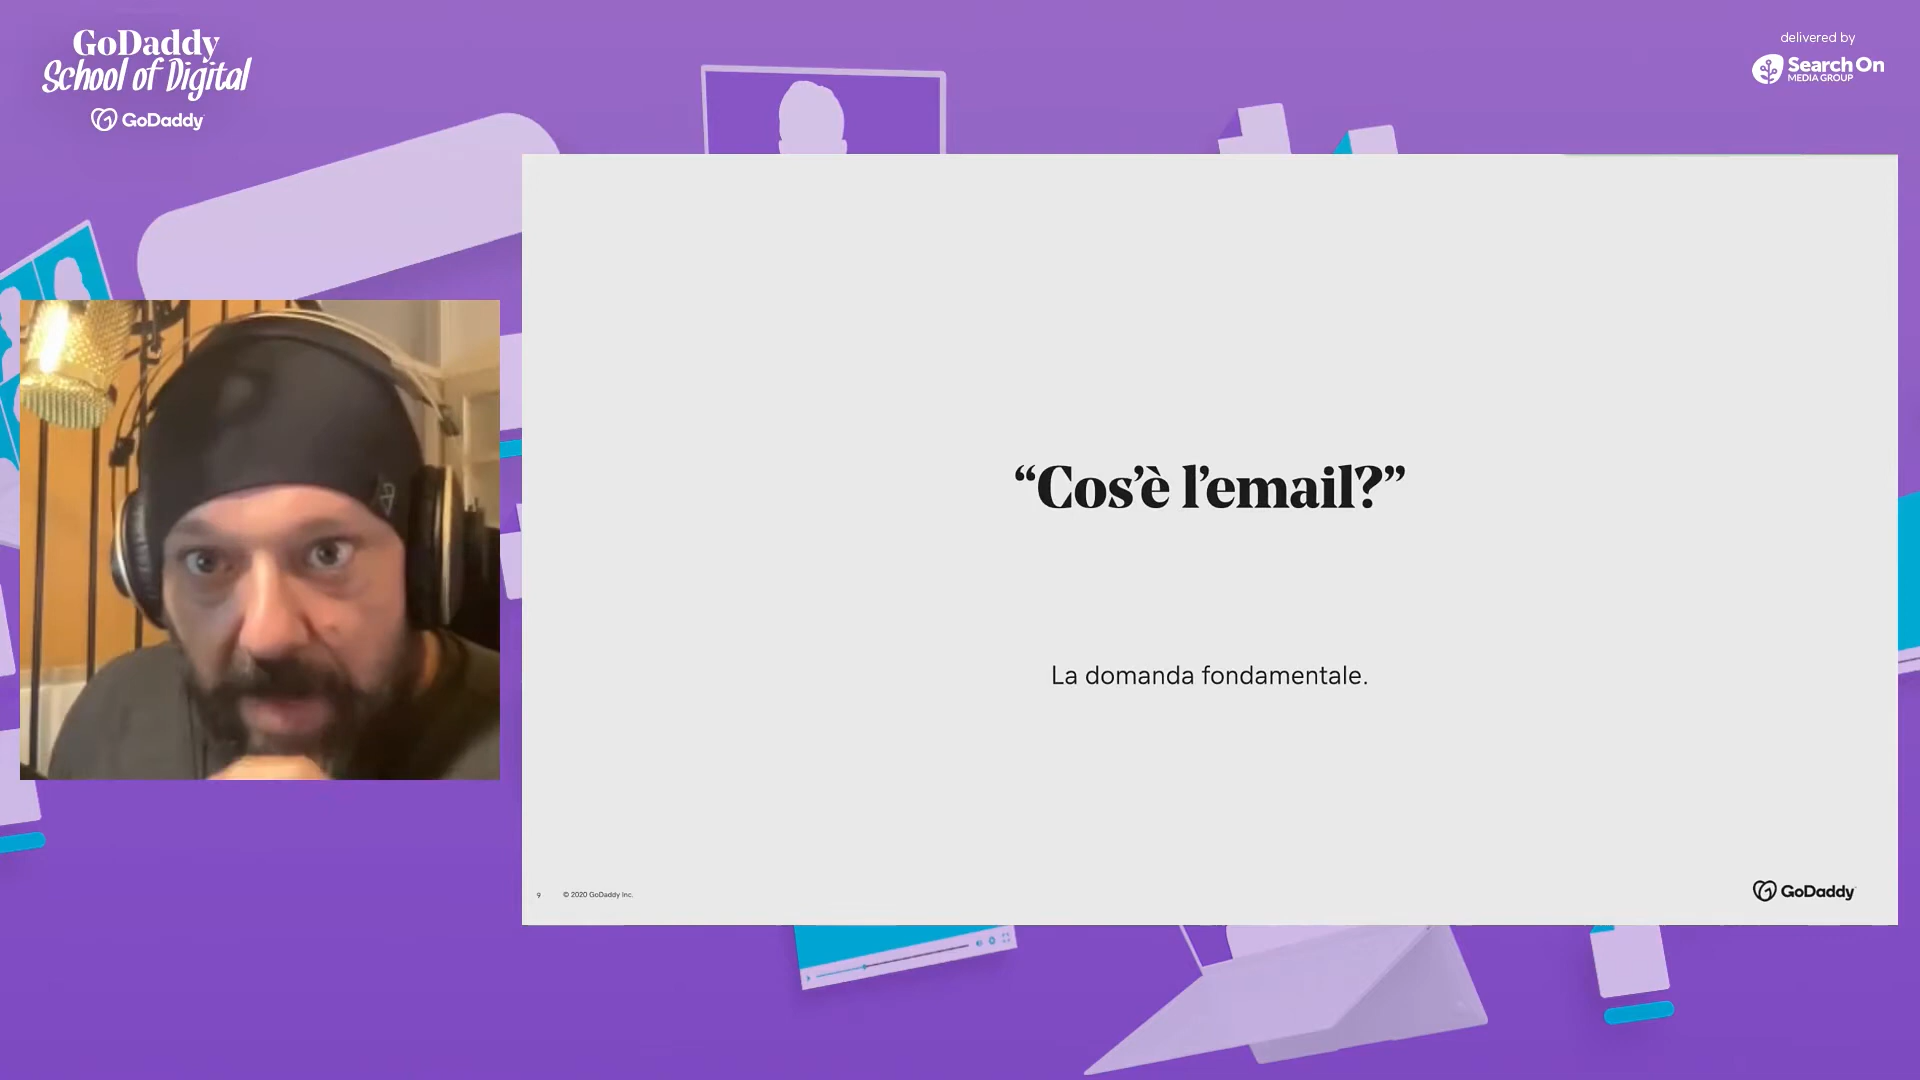 GoDaddy
School of Digital
GoDaddy
delivered by
Search On
MEDIA GROUP
“Cos’è l’email?”
La domanda fondamentale.
9 © 2020 GoDaddy Inc.
GoDaddy